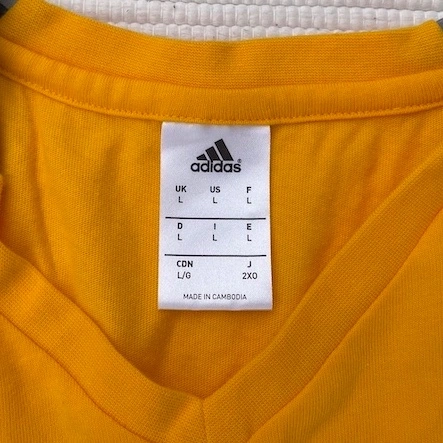 adidas®
UK US F
L L L
D I E
L L L
CDN J
L/G 2XO
MADE IN CAMBODIA